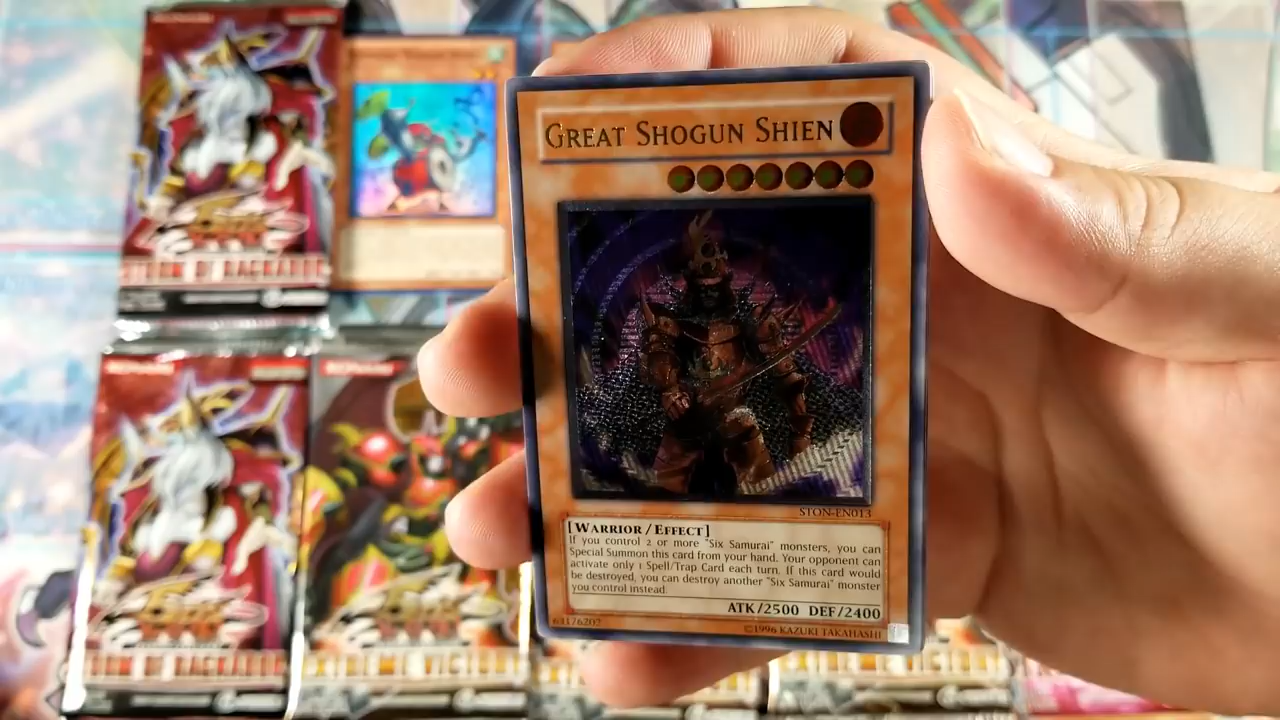 GREAT SHOGUN SHIEN
STON-EN013
[WARRIOR/EFFECT]
If you control 2 or more "Six Samurai" monsters, you can
Special Summon this card from your hand. Your opponent can
activate only 1 Spell/Trap Card each turn. If this card would
be destroyed, you can destroy another "Six Samurai" monster
you control instead.
ATK/2500 DEF/2400
63176202
©1996 KAZUKI TAKAHASHI
KONAMI
KONAMI